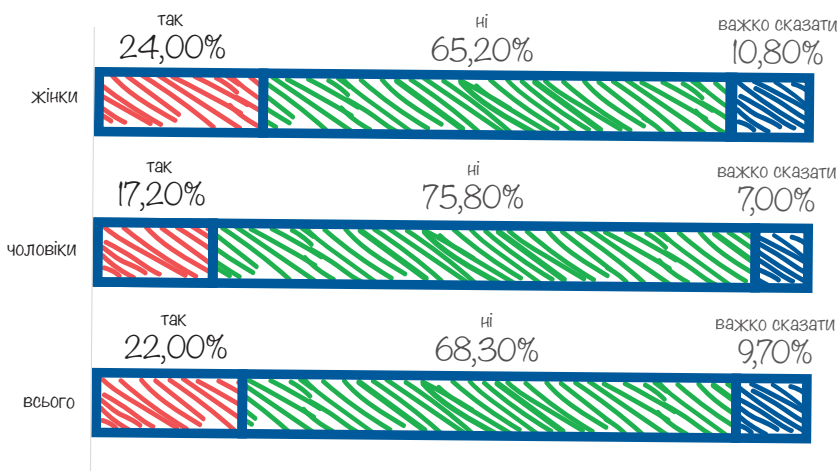 так ні важко сказати
24,00% 65,20% 10,80%
жінки
так ні важко сказати
17,20% 75,80% 7,00%
чоловіки
так ні важко сказати
22,00% 68,30% 9,70%
всього